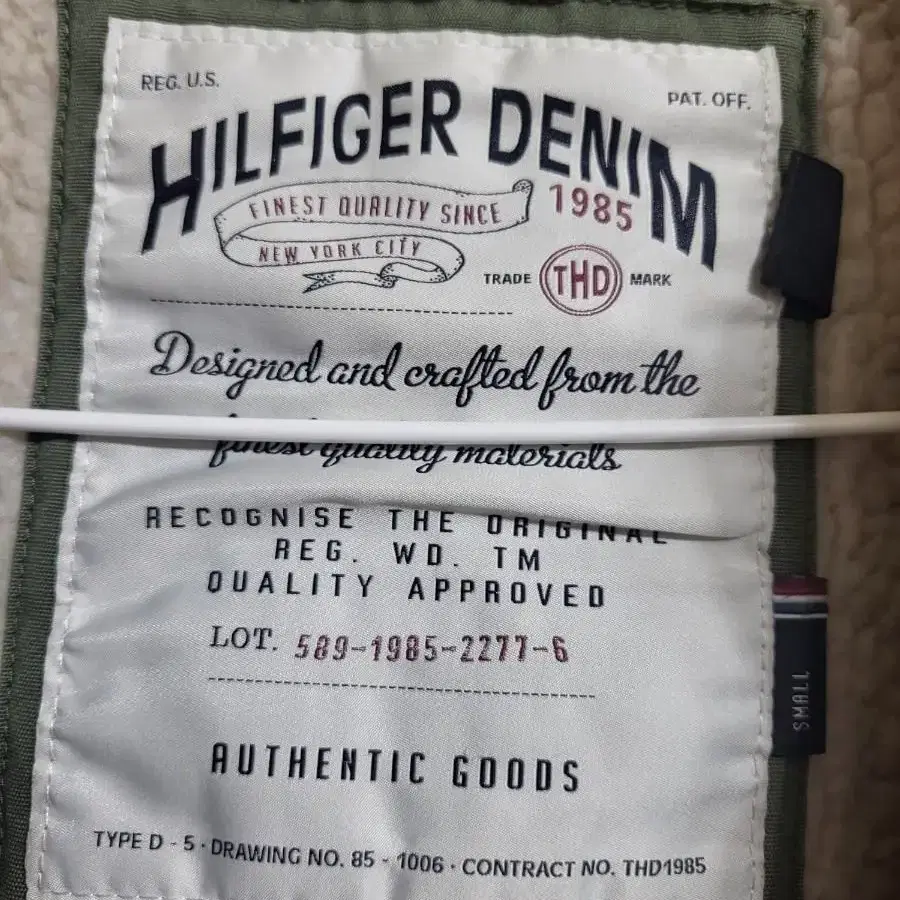 REG. U.S.
PAT. OFF.
HILFIGER DENIM
FINEST QUALITY SINCE 1985
NEW YORK CITY
TRADE THD MARK
Designed and crafted from the
finest quality materials
RECOGNISE THE ORIGINAL
REG. WD. TM
QUALITY APPROVED
LOT. 589-1985-2277-6
AUTHENTIC GOODS
TYPE D - 5 · DRAWING NO. 85 - 1006 · CONTRACT NO. THD1985
SMALL